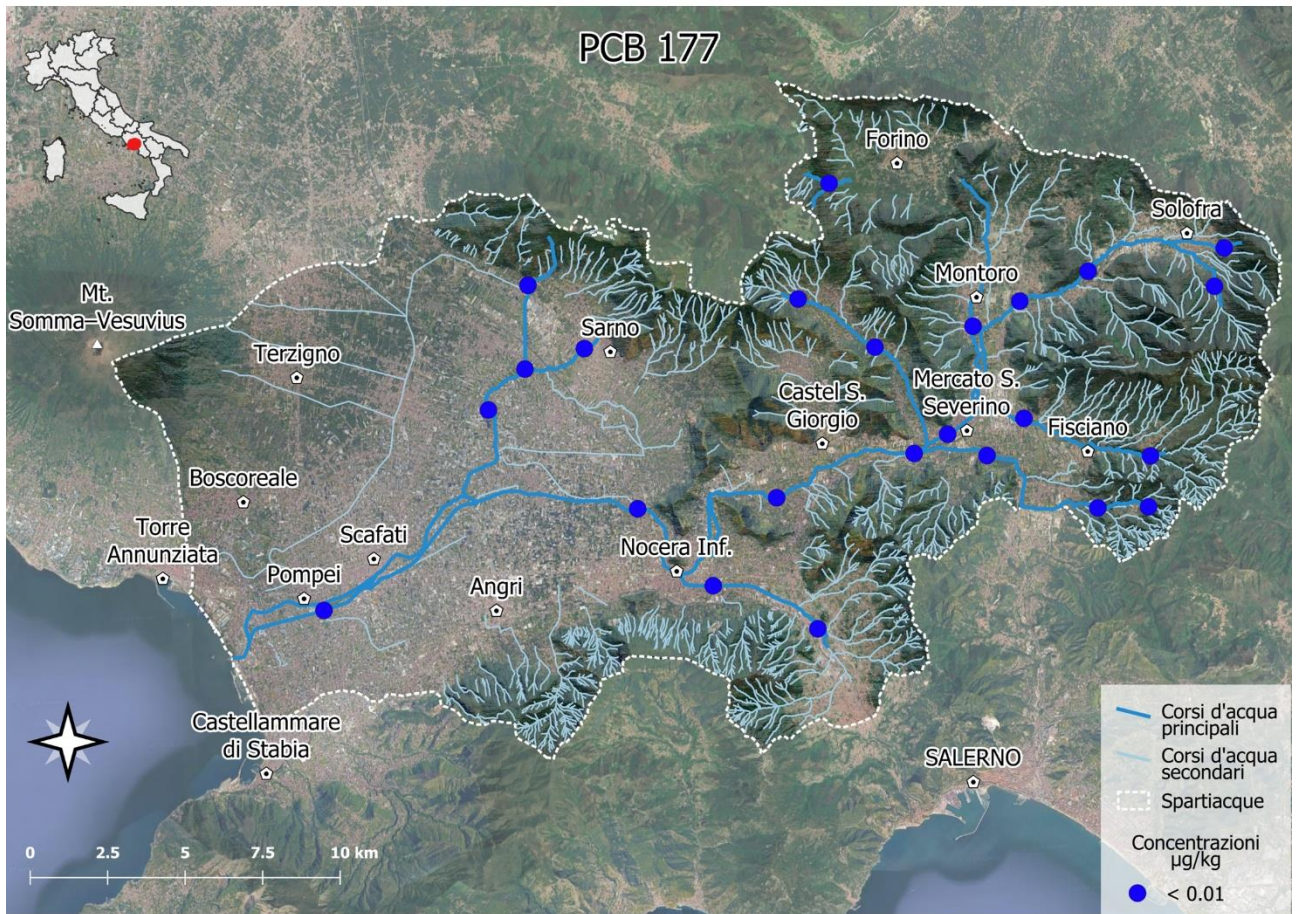 PCB 177
Forino
Solofra
Montoro
Mt.
Somma–Vesuvius
Terzigno
Sarno
Castel S.
Giorgio
Mercato S.
Severino
Fisciano
Boscoreale
Torre
Annunziata
Scafati
Pompei
Nocera Inf.
Angri
Castellammare
di Stabia
SALERNO
0 2.5 5 7.5 10 km
Corsi d'acqua
principali
Corsi d'acqua
secondari
Spartiacque
Concentrazioni
µg/kg
< 0.01